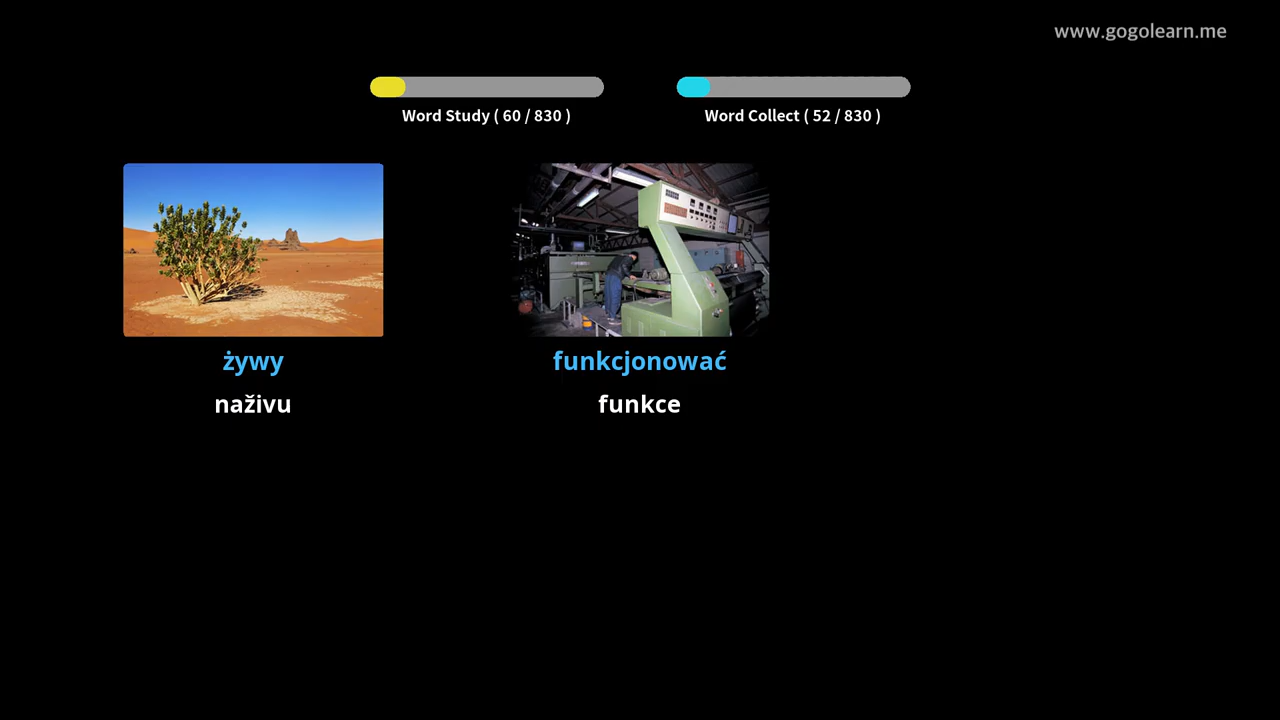 www.gogolearn.me
Word Study ( 60 / 830 )
Word Collect ( 52 / 830 )
żywy
funkcjonować
naživu
funkce